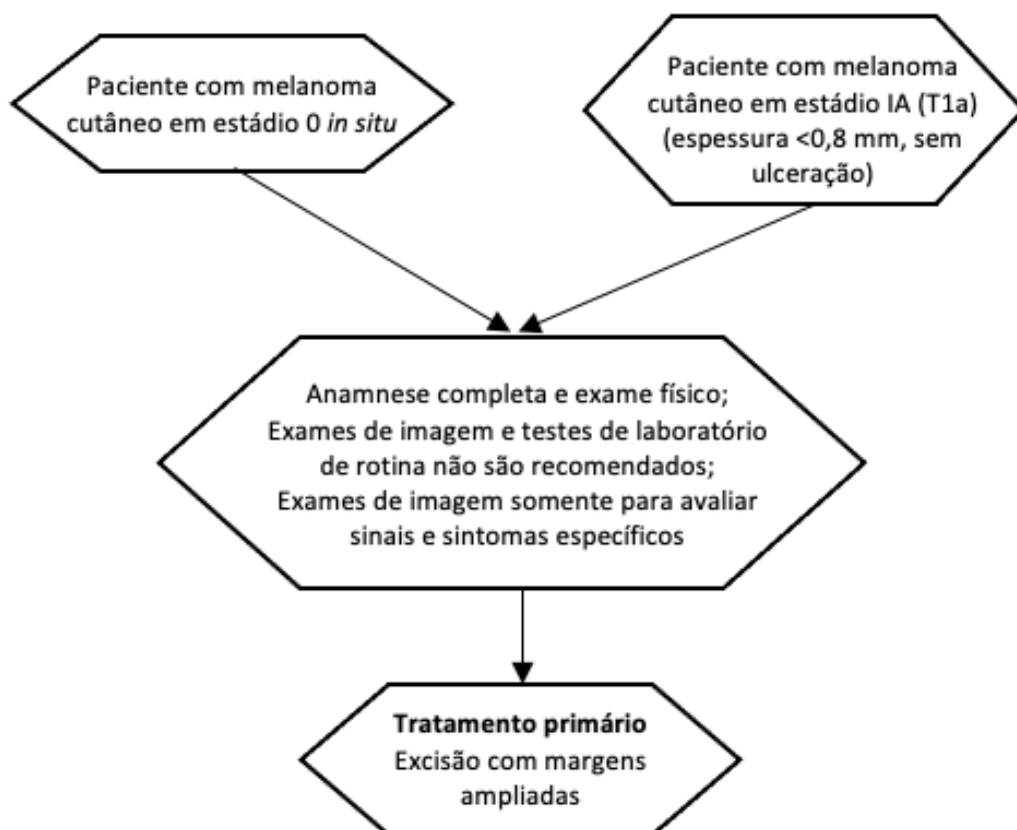 Paciente com melanoma
cutâneo em estádio 0 in situ
Paciente com melanoma
cutâneo em estádio IA (T1a)
(espessura <0,8 mm, sem
ulceração)
Anamnese completa e exame físico;
Exames de imagem e testes de laboratório
de rotina não são recomendados;
Exames de imagem somente para avaliar
sinais e sintomas específicos
Tratamento primário
Excisão com margens
ampliadas